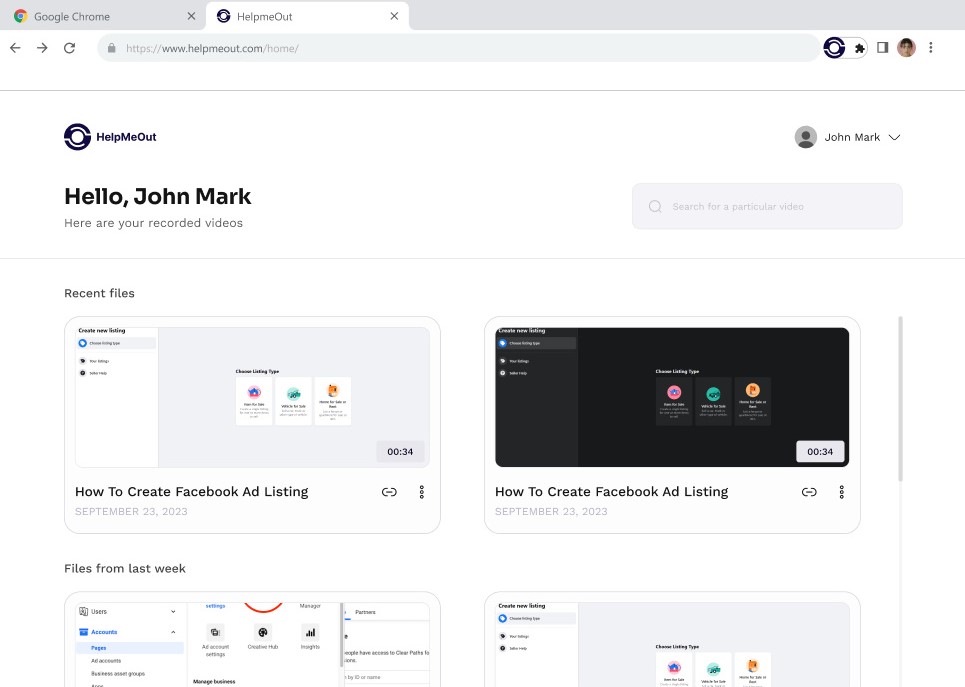 Google Chrome
HelpmeOut
https://www.helpmeout.com/home/
HelpMeOut
John Mark
Hello, John Mark
Here are your recorded videos
Search for a particular video
Recent files
Create new listing
Choose listing type
Your listings
Seller Help
Choose Listing Type
Item for Sale
Vehicle for Sale
Home for Sale or
Rent
00:34
How To Create Facebook Ad Listing
SEPTEMBER 23, 2023
Create new listing
Choose listing type
Your listings
Seller Help
Choose Listing Type
Item for Sale
Vehicle for Sale
Home for Sale or
Rent
00:34
How To Create Facebook Ad Listing
SEPTEMBER 23, 2023
Files from last week
Users
Accounts
Pages
Ad accounts
Business asset groups
Apps
settings
Manager
Ad account
settings
Creative Hub
Insights
Manage business
Partners
people have access to Clear Paths fo
by ID or name
Create new listing
Choose listing type
Your listings
Seller Help
Choose Listing Type
Item for Sale
Vehicle for Sale
Home for Sale or